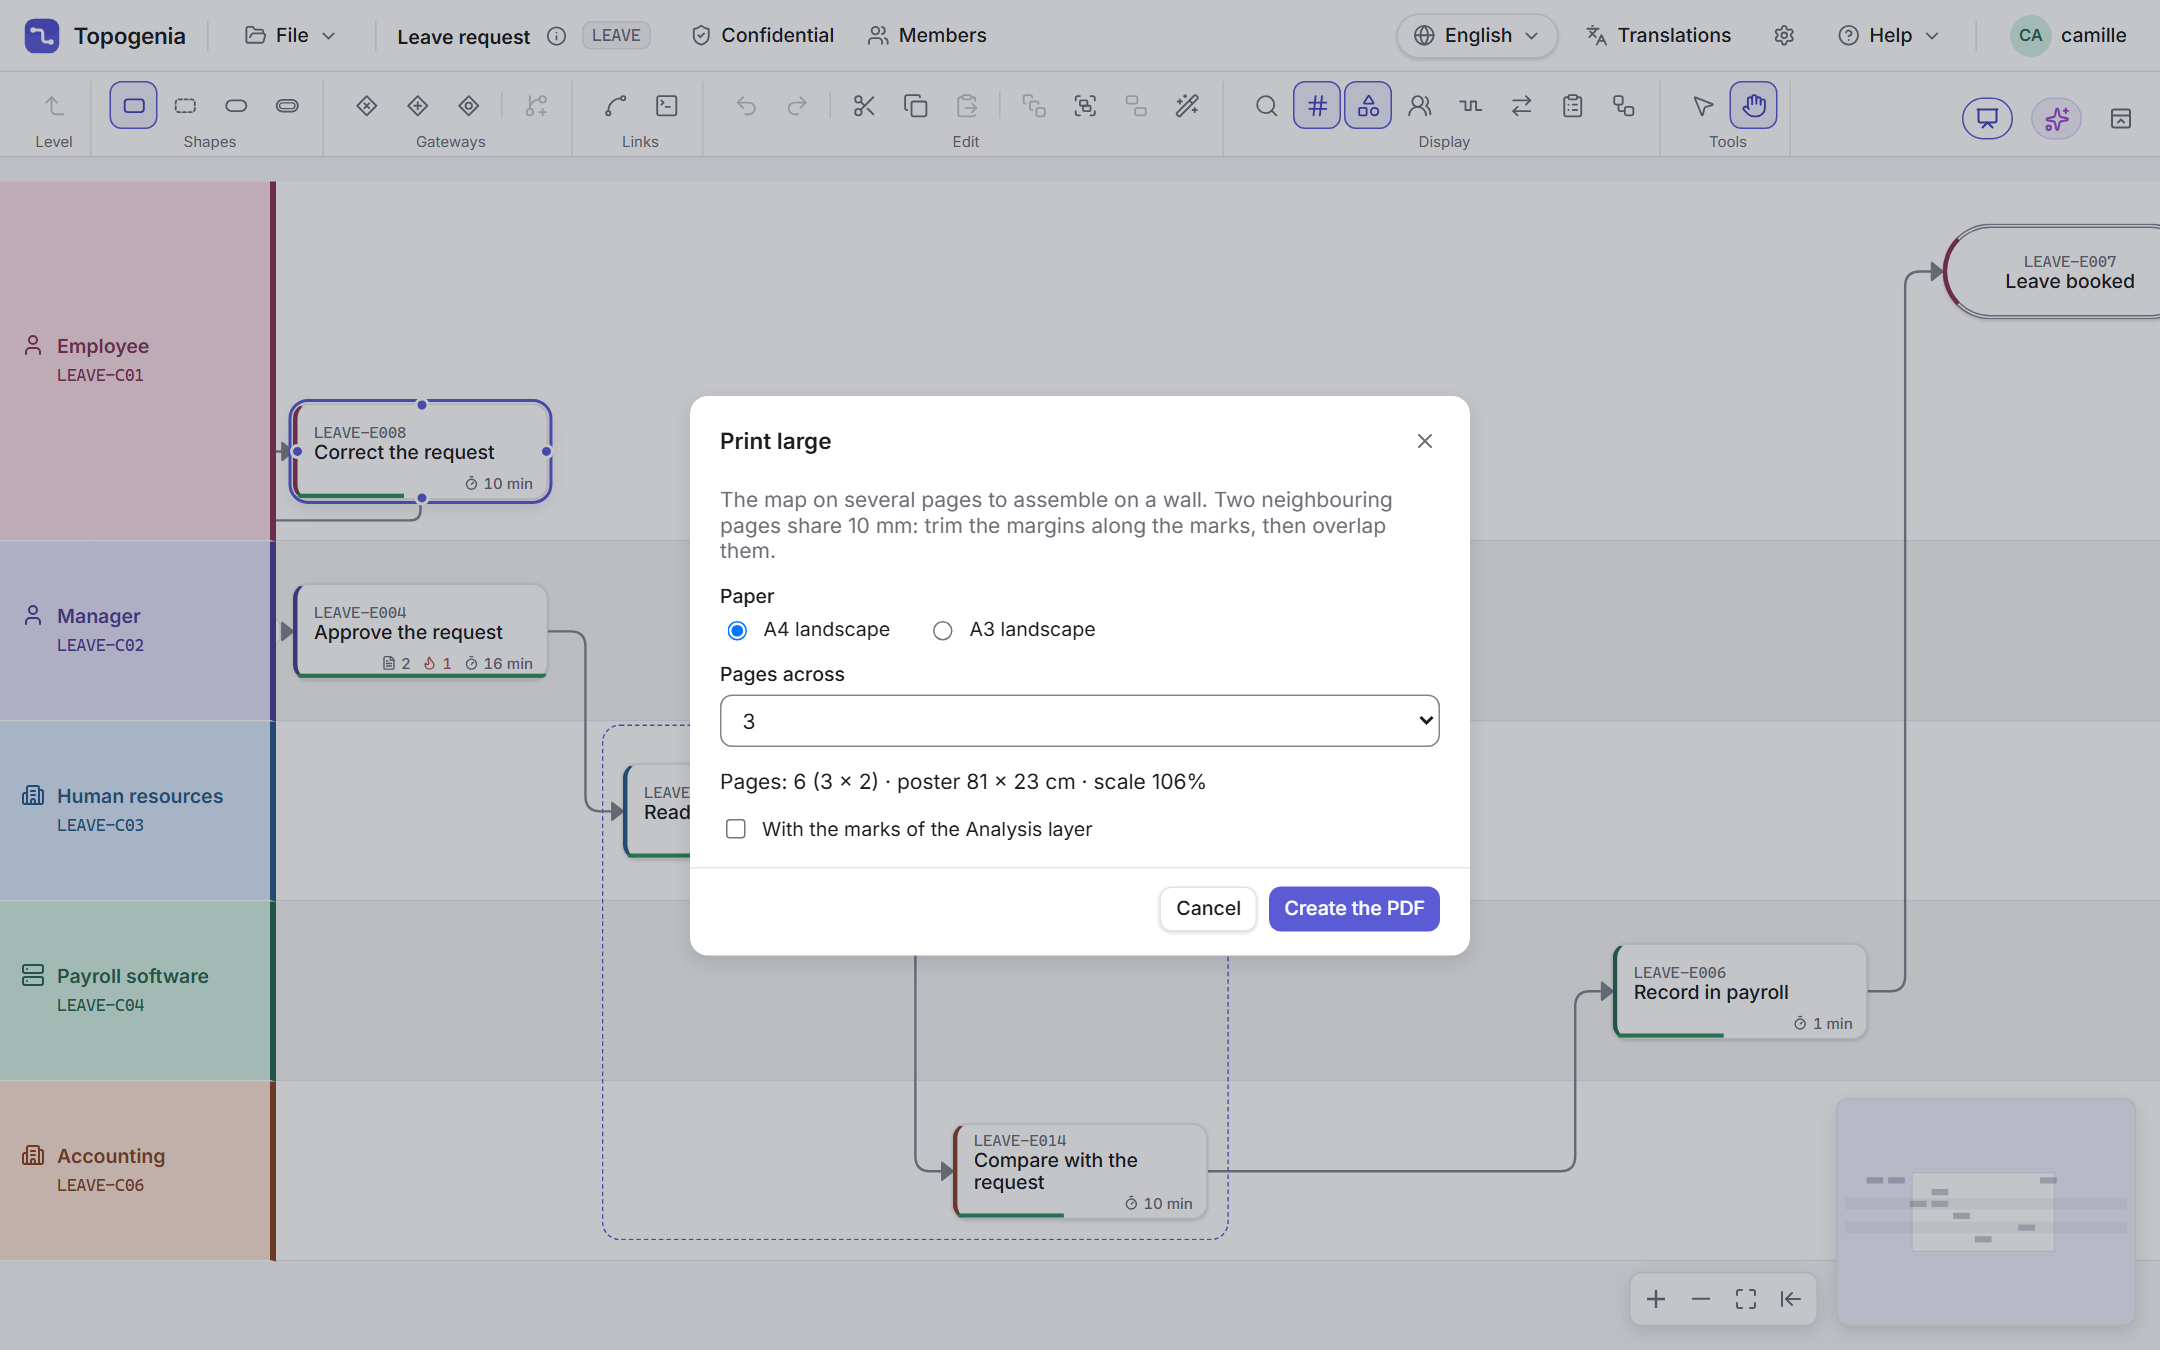 Topogenia
File
Leave request
LEAVE
Confidential
Members
English
Translations
Help
CA
camille
Level
Shapes
Gateways
Links
Edit
Display
Tools
Employee
LEAVE-C01
LEAVE-E007
Leave booked
LEAVE-E008
Correct the request
10 min
Manager
LEAVE-C02
LEAVE-E004
Approve the request
2
1
16 min
Human resources
LEAVE-C03
LEAVE
Read
Print large
The map on several pages to assemble on a wall. Two neighbouring
pages share 10 mm: trim the margins along the marks, then overlap
them.
Paper
A4 landscape
A3 landscape
Pages across
3
Pages: 6 (3 × 2) · poster 81 × 23 cm · scale 106%
With the marks of the Analysis layer
Cancel
Create the PDF
Payroll software
LEAVE-C04
LEAVE-E006
Record in payroll
1 min
Accounting
LEAVE-C06
LEAVE-E014
Compare with the
request
10 min